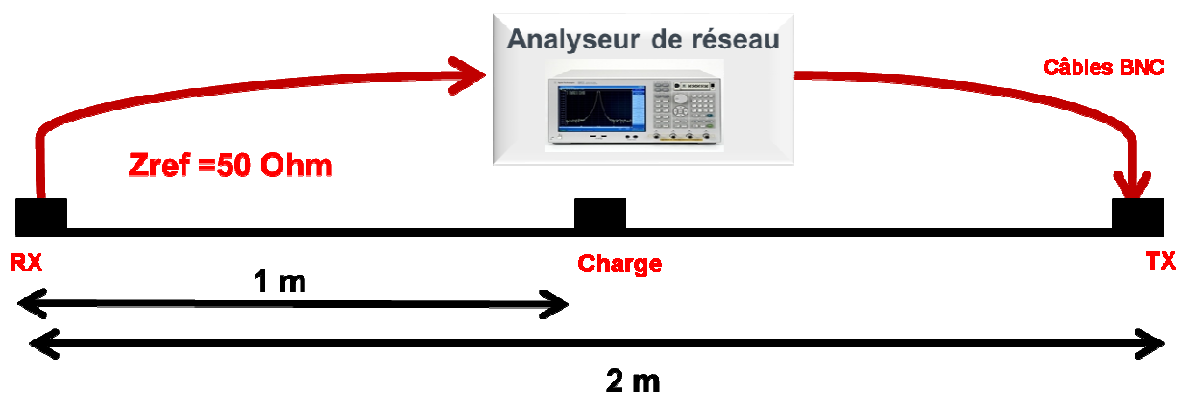 Analyseur de réseau
Câbles BNC
Zref =50 Ohm
RX
Charge
TX
1 m
2 m